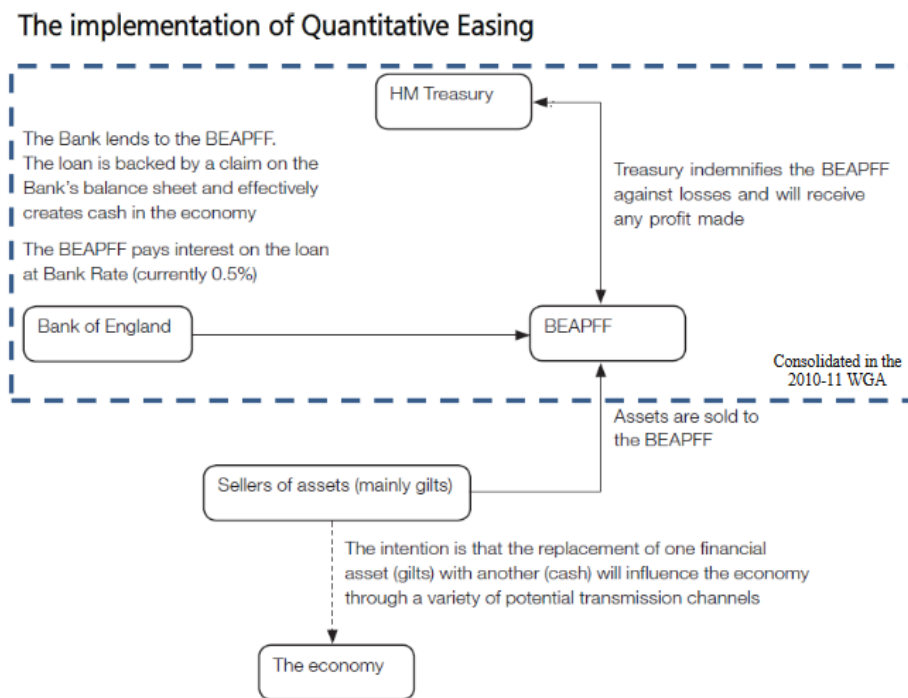 The implementation of Quantitative Easing
HM Treasury
The Bank lends to the BEAPFF.
The loan is backed by a claim on the
Bank's balance sheet and effectively
creates cash in the economy
Treasury indemnifies the BEAPFF
against losses and will receive
any profit made
The BEAPFF pays interest on the loan
at Bank Rate (currently 0.5%)
Bank of England
BEAPFF
Consolidated in the
2010-11 WGA
Assets are sold to
the BEAPFF
Sellers of assets (mainly gilts)
The intention is that the replacement of one financial
asset (gilts) with another (cash) will influence the economy
through a variety of potential transmission channels
The economy